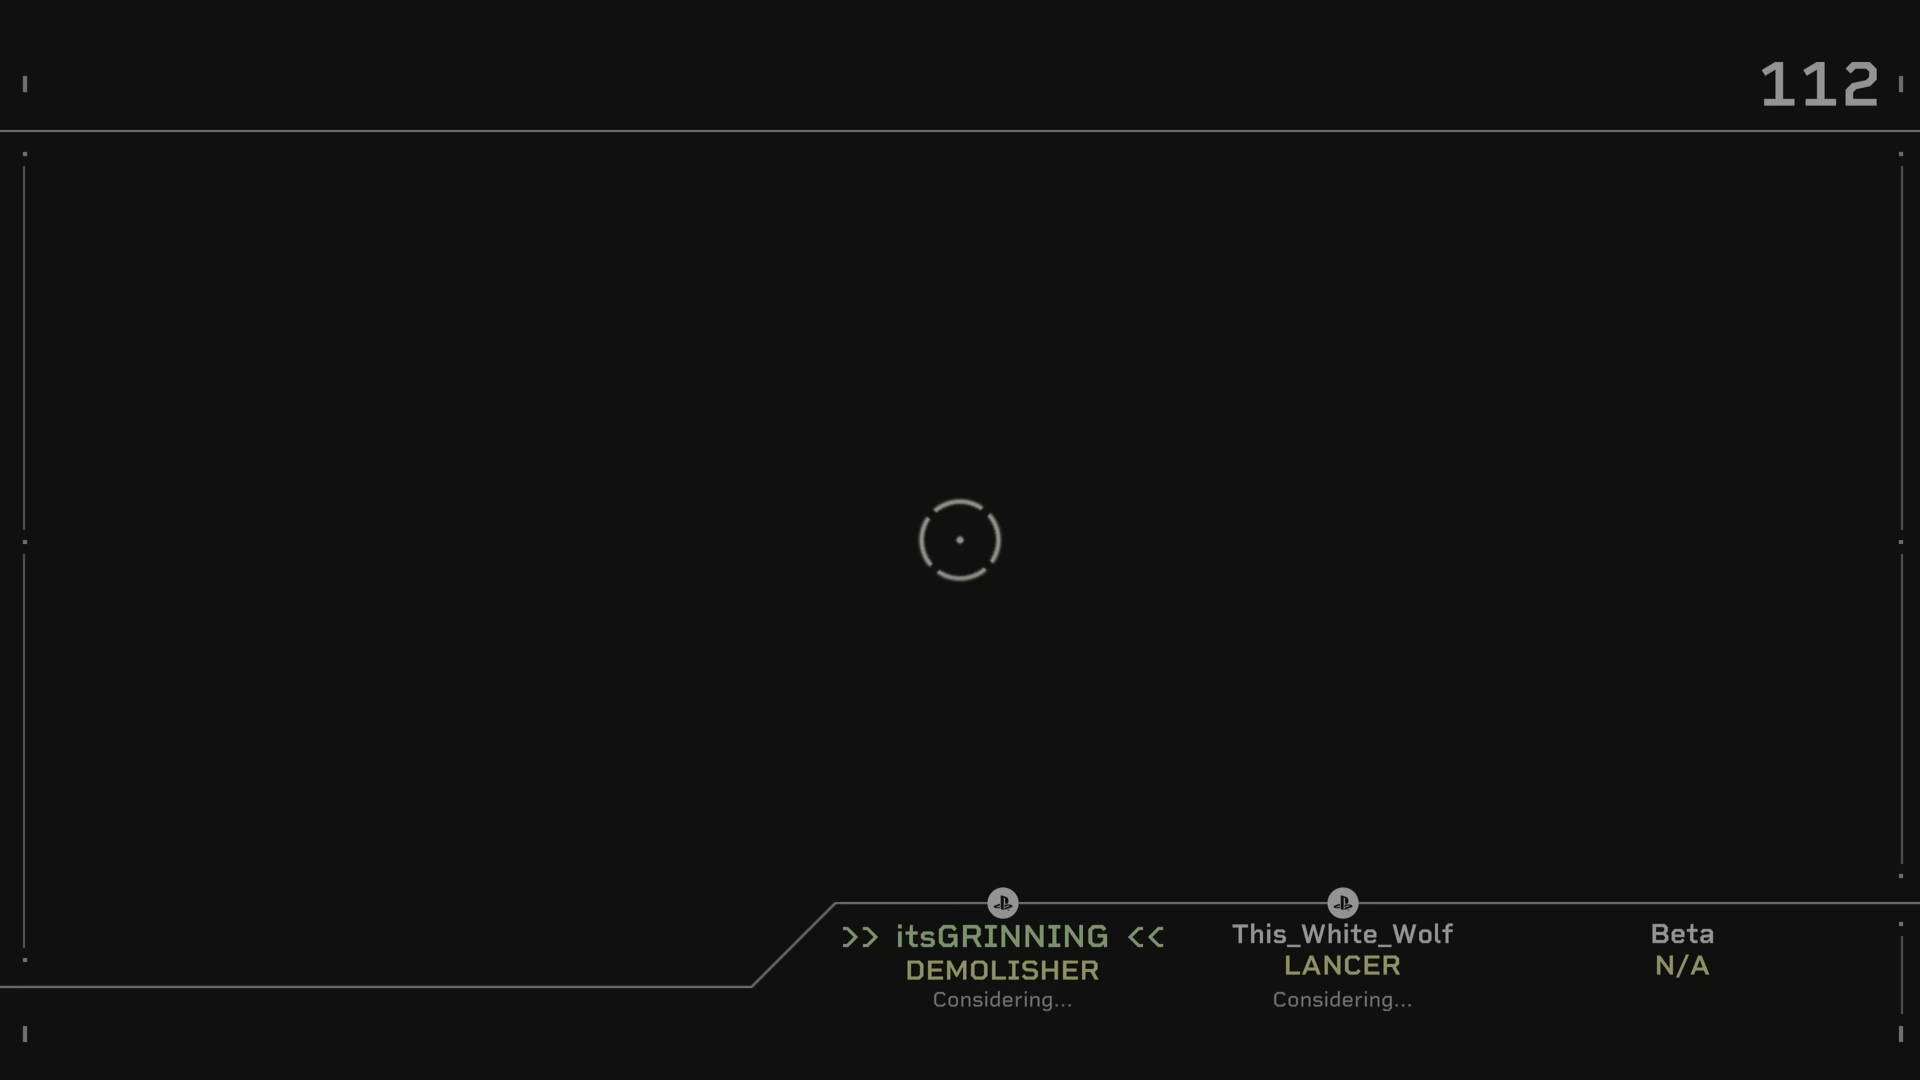 112
>> itsGRINNING <<
DEMOLISHER
Considering...
This_White_Wolf
LANCER
Considering...
Beta
N/A